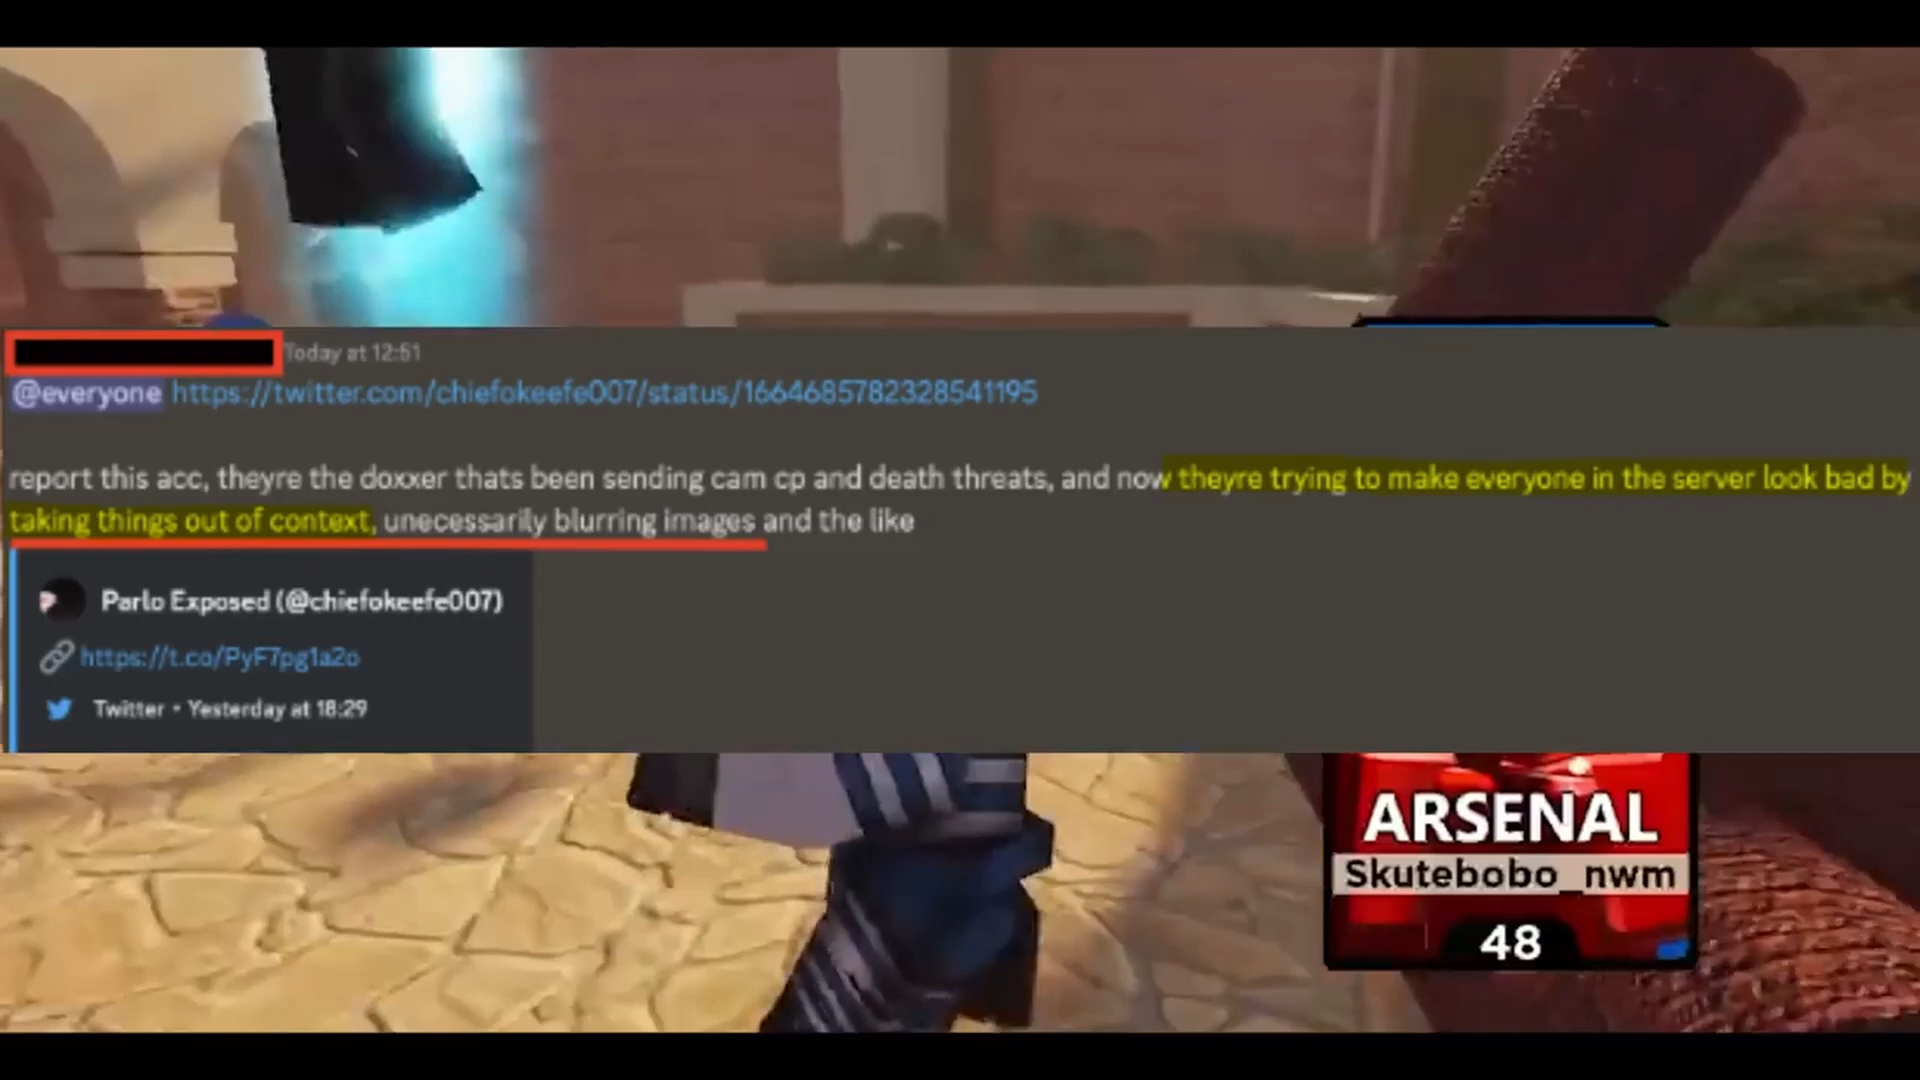 Today at 12:51
@everyone https://twitter.com/chiefokeefe007/status/1664685782328541195
report this acc, theyre the doxxer thats been sending cam cp and death threats, and now theyre trying to make everyone in the server look bad by
taking things out of context, unecessarily blurring images and the like
Parlo Exposed (@chiefokeefe007)
https://t.co/PyF7pg1a2o
Twitter • Yesterday at 18:29
ARSENAL
Skutebobo_nwm
48